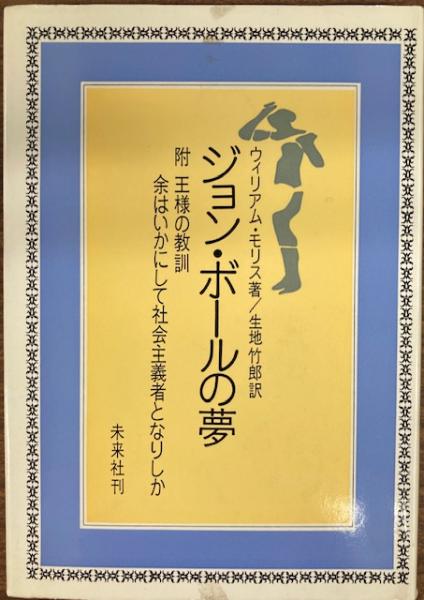 ウィリアム・モリス著/生地竹郎訳
ジョン・ボールの夢
附 王様の教訓
余はいかにして社会主義者となりしか
未来社刊